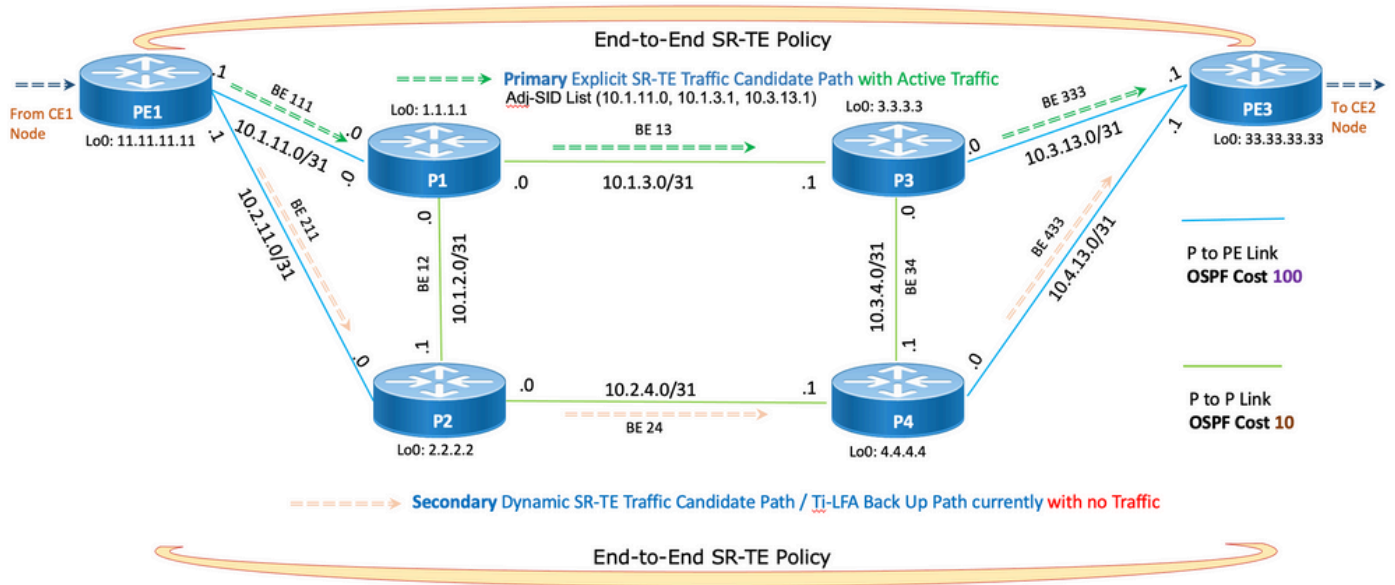 End-to-End SR-TE Policy
Primary Explicit SR-TE Traffic Candidate Path with Active Traffic
Adj-SID List (10.1.11.0, 10.1.3.1, 10.3.13.1)
From CE1
Node
PE1
Lo0: 11.11.11.11
.1
BE 111
10.1.11.0/31
.0
.0
.1
BE 211
10.2.11.0/31
.0
Lo0: 1.1.1.1
P1
BE 13
.0
10.1.3.0/31
.1
Lo0: 3.3.3.3
P3
.0
BE 333
10.3.13.0/31
.1
PE3
Lo0: 33.33.33.33
To CE2
Node
.1
.0
BE 12
10.1.2.0/31
.1
.0
10.3.4.0/31
BE 34
.1
BE 433
10.4.13.0/31
.0
P to PE Link
OSPF Cost 100
P2
Lo0: 2.2.2.2
.0
10.2.4.0/31
.1
BE 24
P4
Lo0: 4.4.4.4
P to P Link
OSPF Cost 10
Secondary Dynamic SR-TE Traffic Candidate Path / Ti-LFA Back Up Path currently with no Traffic
End-to-End SR-TE Policy